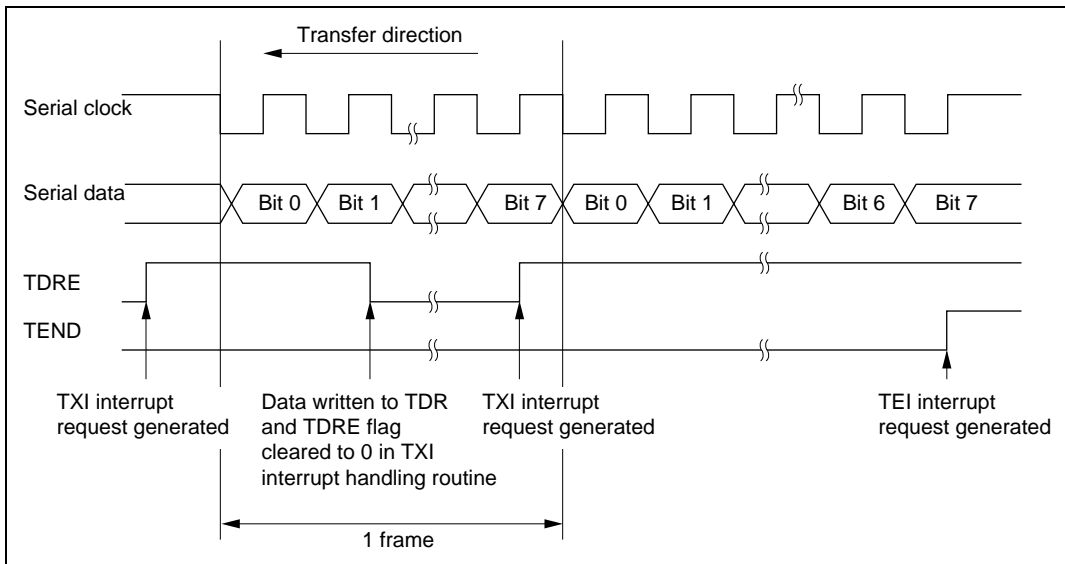 Transfer direction
Serial clock
Serial data
Bit 0
Bit 1
Bit 7
Bit 0
Bit 1
Bit 6
Bit 7
TDRE
TEND
TXI interrupt
request generated
Data written to TDR
and TDRE flag
cleared to 0 in TXI
interrupt handling routine
TXI interrupt
request generated
TEI interrupt
request generated
1 frame